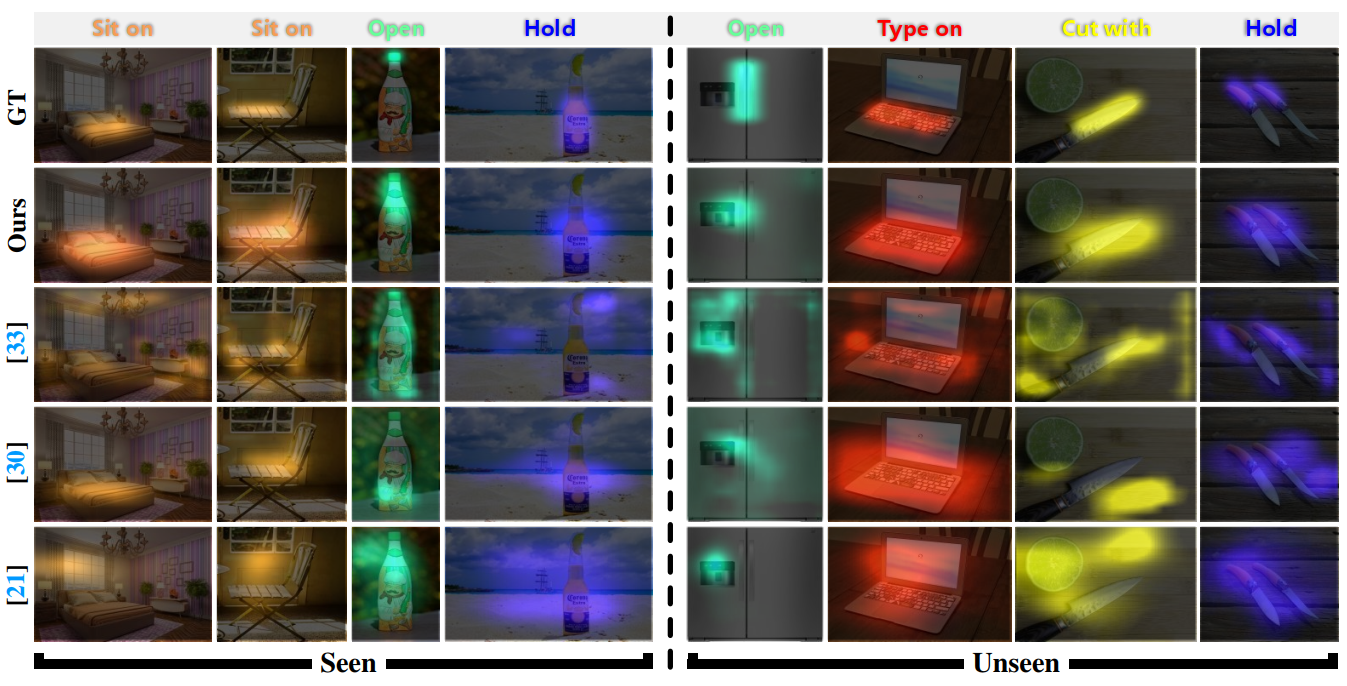 Sit on Sit on Open Hold Open Type on Cut with Hold
GT
Ours
[33]
[30]
[21]
Seen Unseen